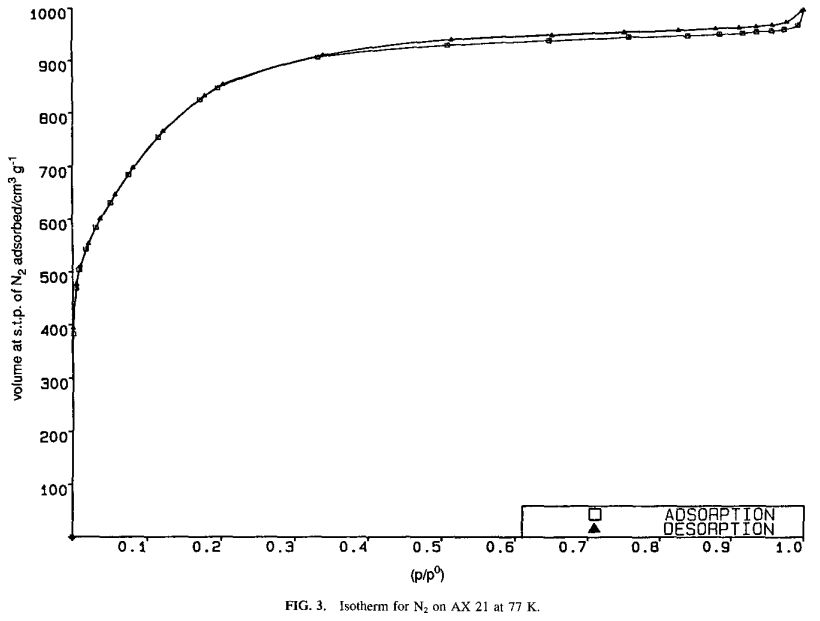 1000
900
800
700
600
500
400
300
200
100
volume at s.t.p. of N2 adsorbed/cm3 g-1
ADSORPTION
DESORPTION
0.1 0.2 0.3 0.4 0.5 0.6 0.7 0.8 0.9 1.0
(p/p0)
FIG. 3. Isotherm for N2 on AX 21 at 77 K.